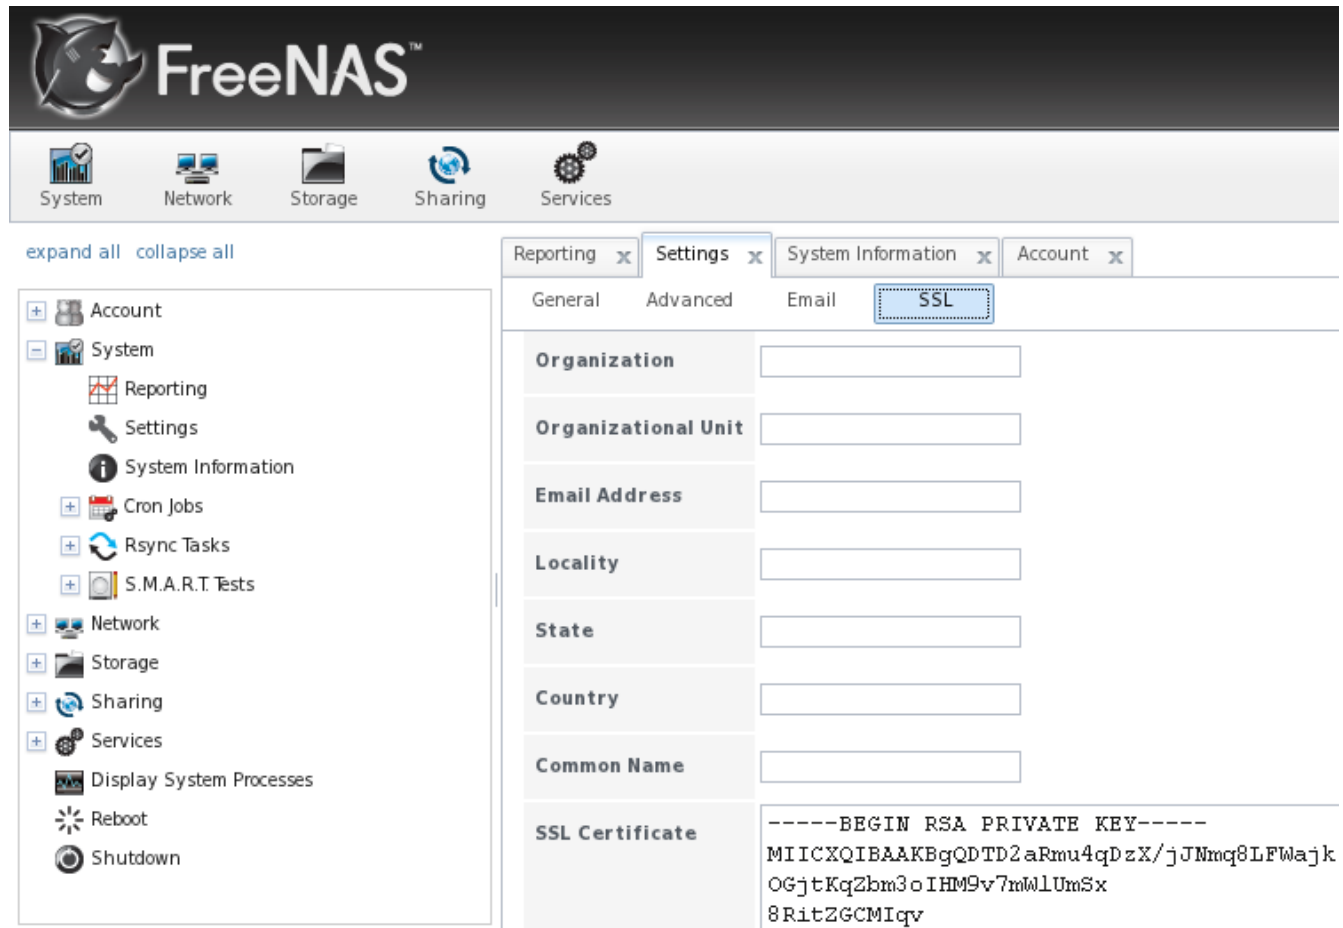 FreeNAS™
System Network Storage Sharing Services
expand all collapse all
Account
System
Reporting
Settings
System Information
Cron Jobs
Rsync Tasks
S.M.A.R.T. Tests
Network
Storage
Sharing
Services
Display System Processes
Reboot
Shutdown
Reporting x Settings x System Information x Account x
General Advanced Email SSL
Organization
Organizational Unit
Email Address
Locality
State
Country
Common Name
SSL Certificate
-----BEGIN RSA PRIVATE KEY-----
MIICXQIBAAKBgQDTD2aRmu4qDzX/jJNmq8LFWajk
OGjtKqZbm3oIHM9v7mWlUmSx
8RitZGCMIqv